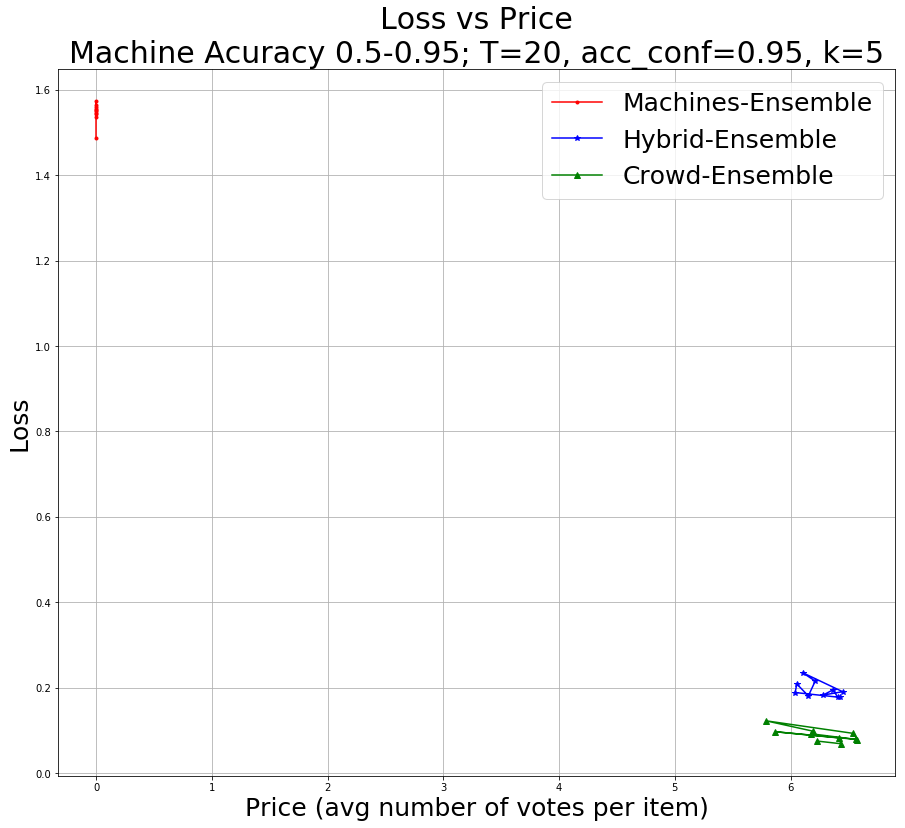 Loss vs Price
Machine Acuracy 0.5-0.95; T=20, acc_conf=0.95, k=5
Machines-Ensemble
Hybrid-Ensemble
Crowd-Ensemble
1.6
1.4
1.2
1.0
0.8
0.6
0.4
0.2
0.0
Loss
0 1 2 3 4 5 6
Price (avg number of votes per item)